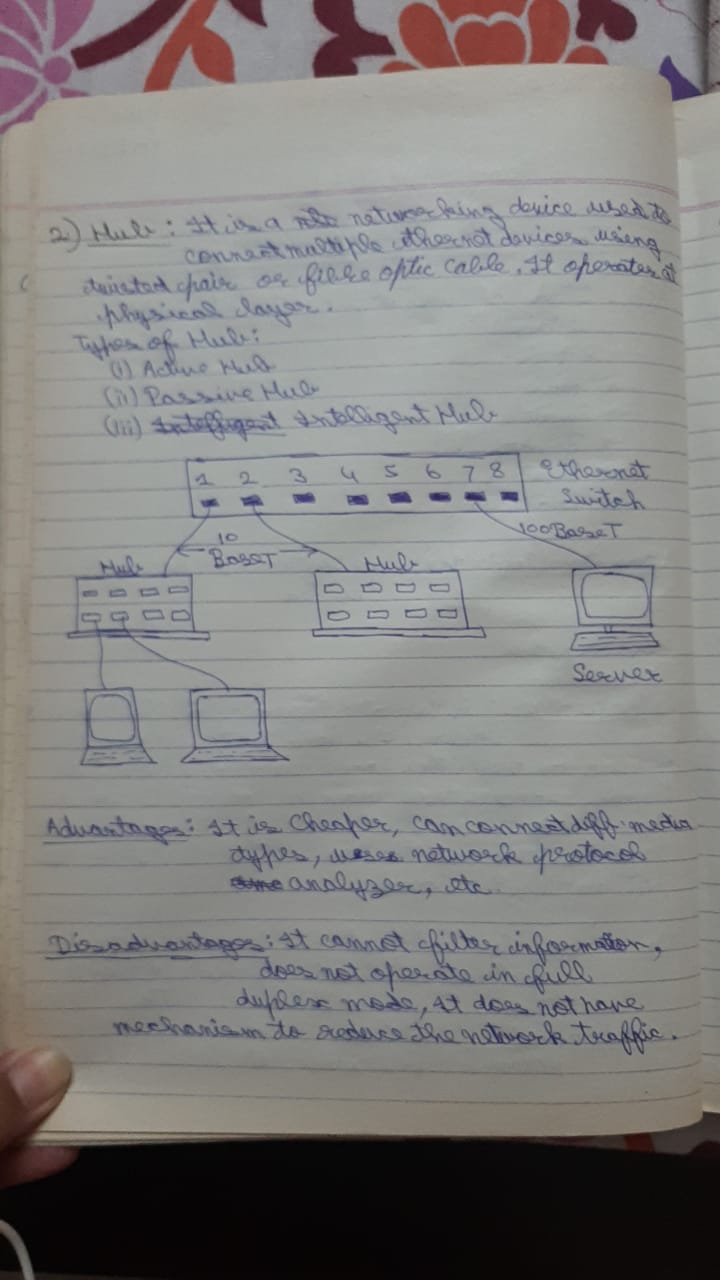 2) Hub : It is a networking device used to
connect multiple ethernet devices using
twisted pair or fibre optic cable. It operates at
physical layer.
Types of Hub:
(i) Active Hub
(ii) Passive Hub
(iii) Intelligent Hub
1 2 3 4 5 6 7 8 Ethernet
Switch
100BaseT
10
BaseT
Hub Hub
Server
Advantages: It is Cheaper, can connect diff. media
types, uses network protocol
analyzer, etc.
Disadvantages: It cannot filter information,
does not operate in full
duplex mode, it does not have
mechanism to reduce the network traffic.